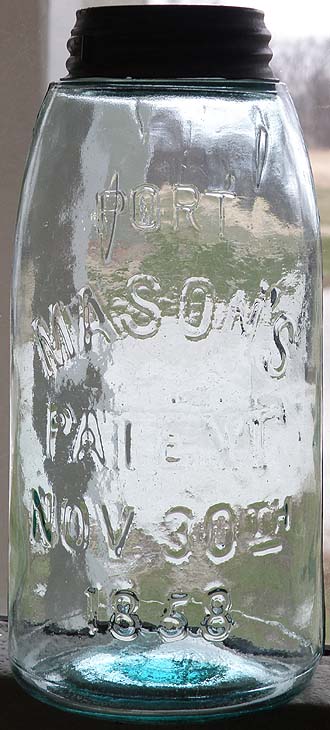 PORT
MASON'S
PATENT
NOV. 30TH
1858